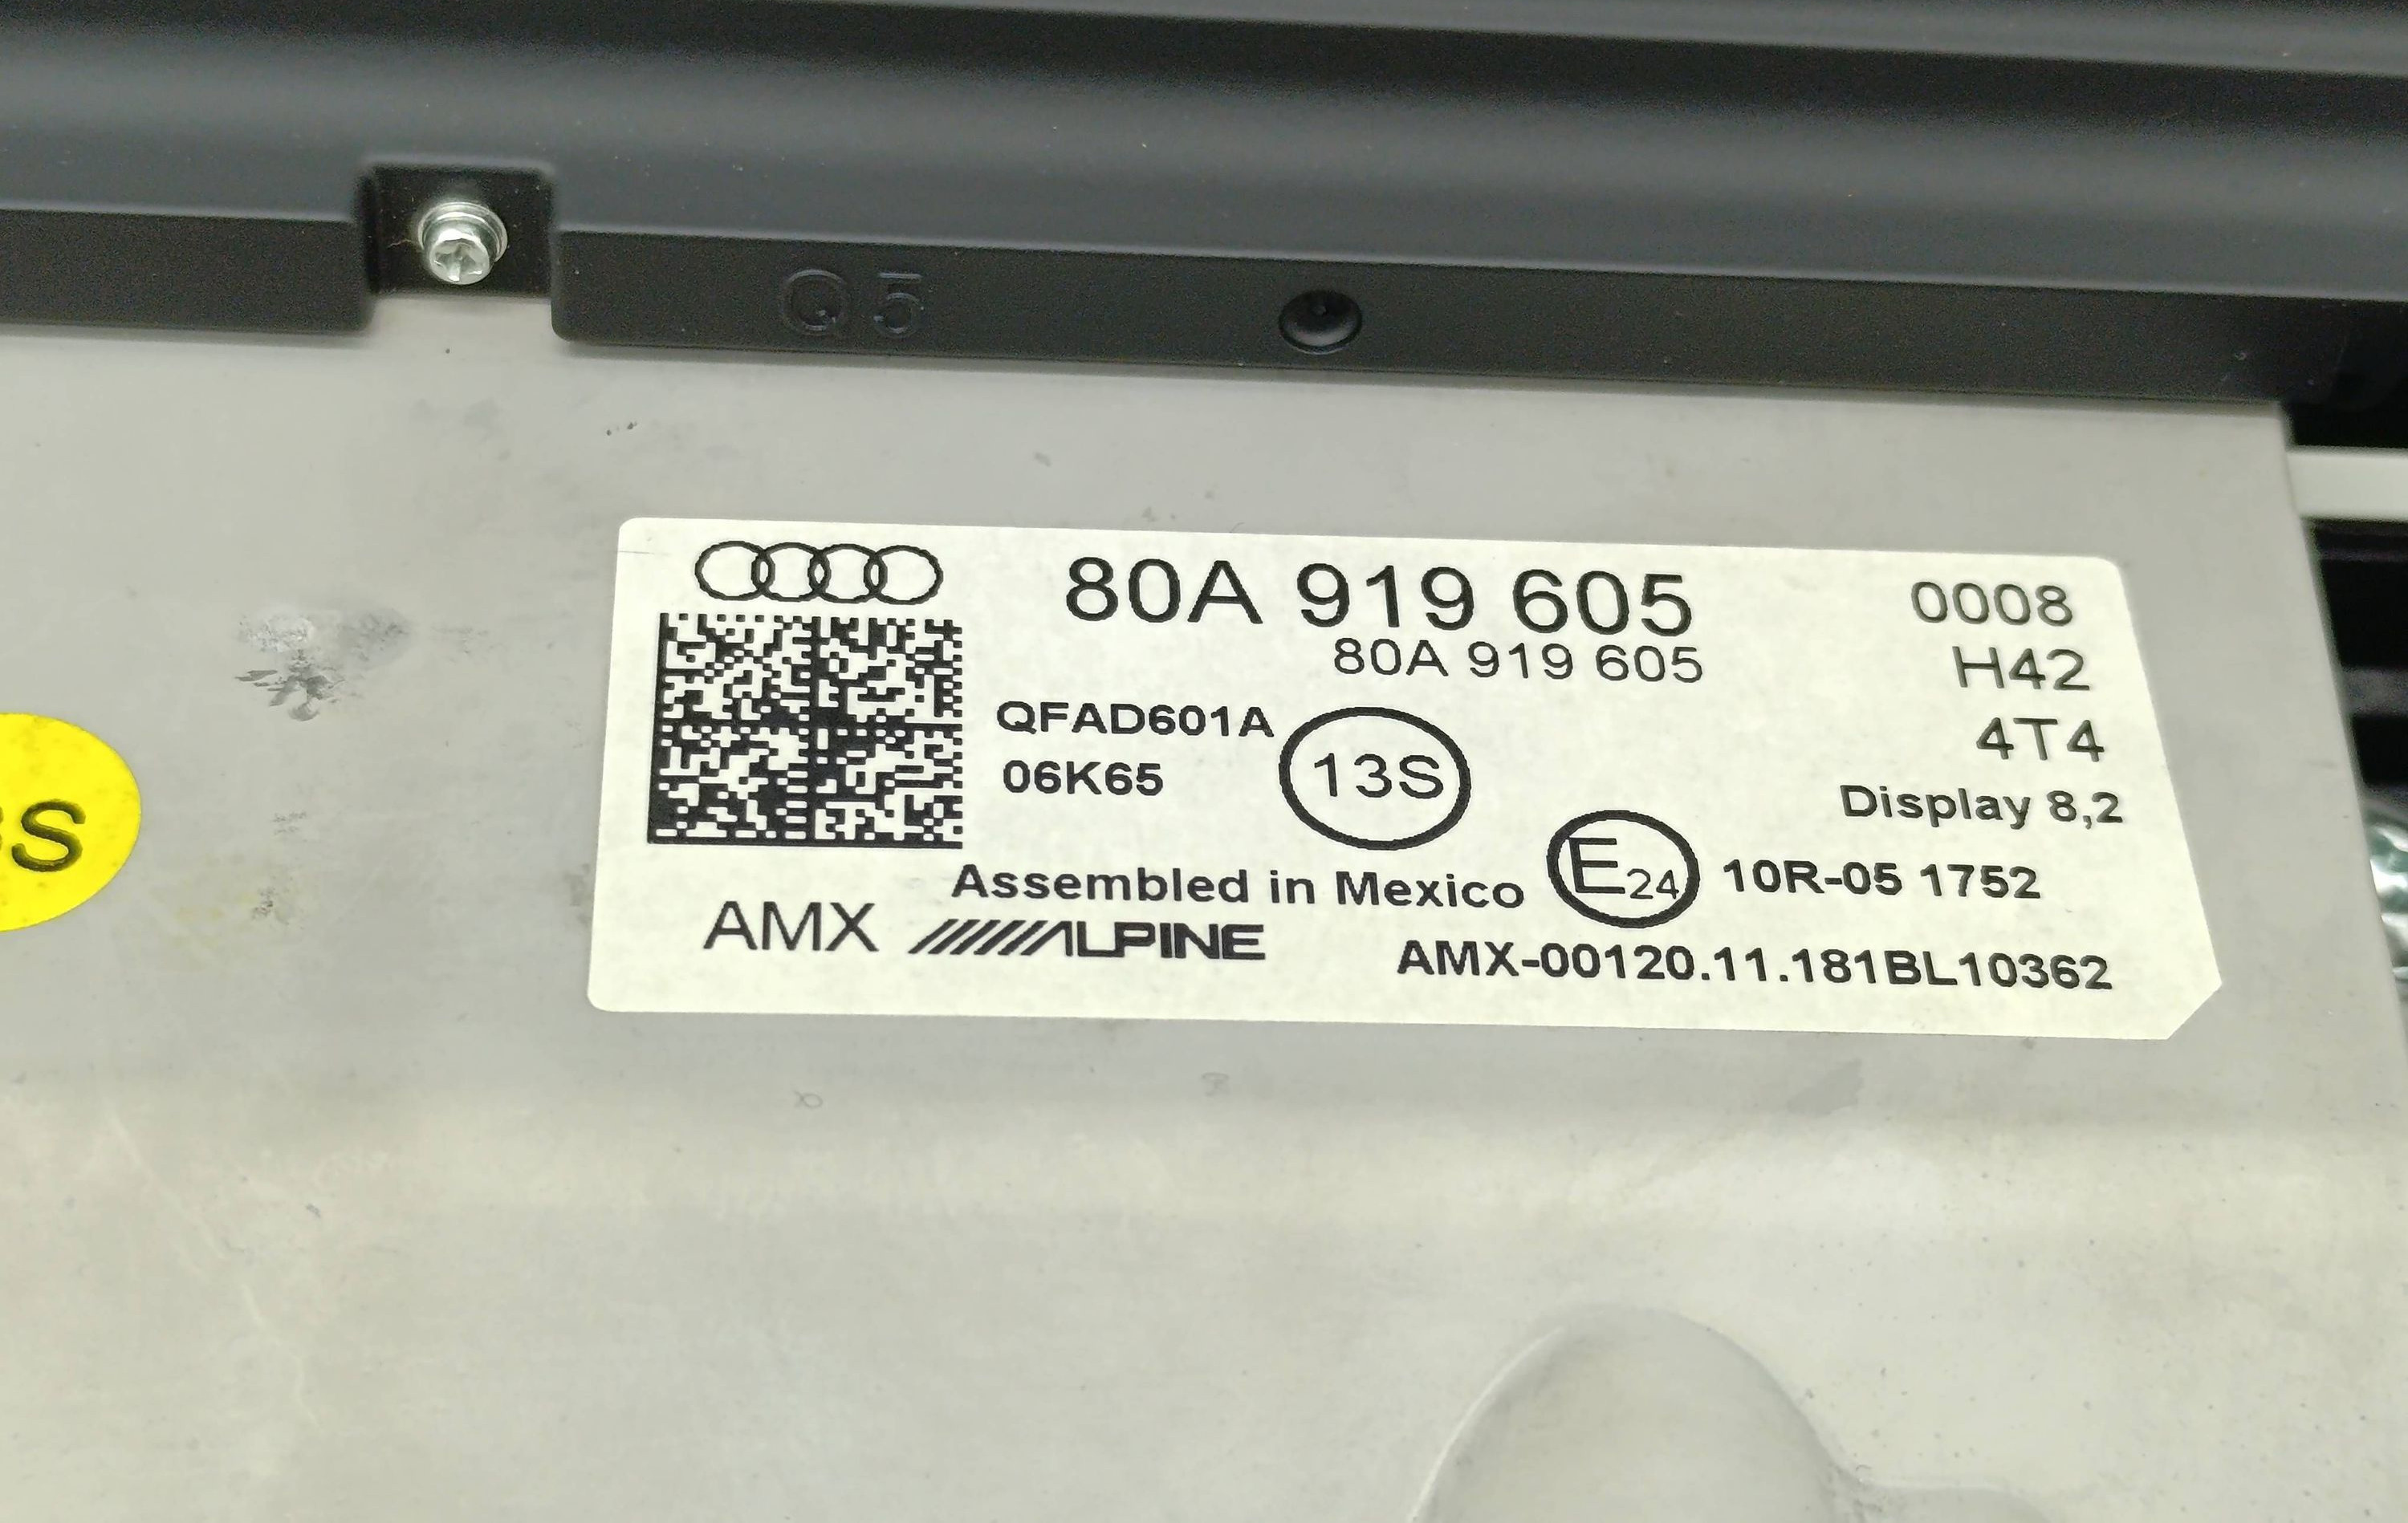 Q5
80A 919 605
0008
80A 919 605
H42
QFAD601A
4T4
06K65
13S
Display 8,2
Assembled in Mexico
E24
10R-05 1752
AMX
ALPINE
AMX-00120.11.181BL10362